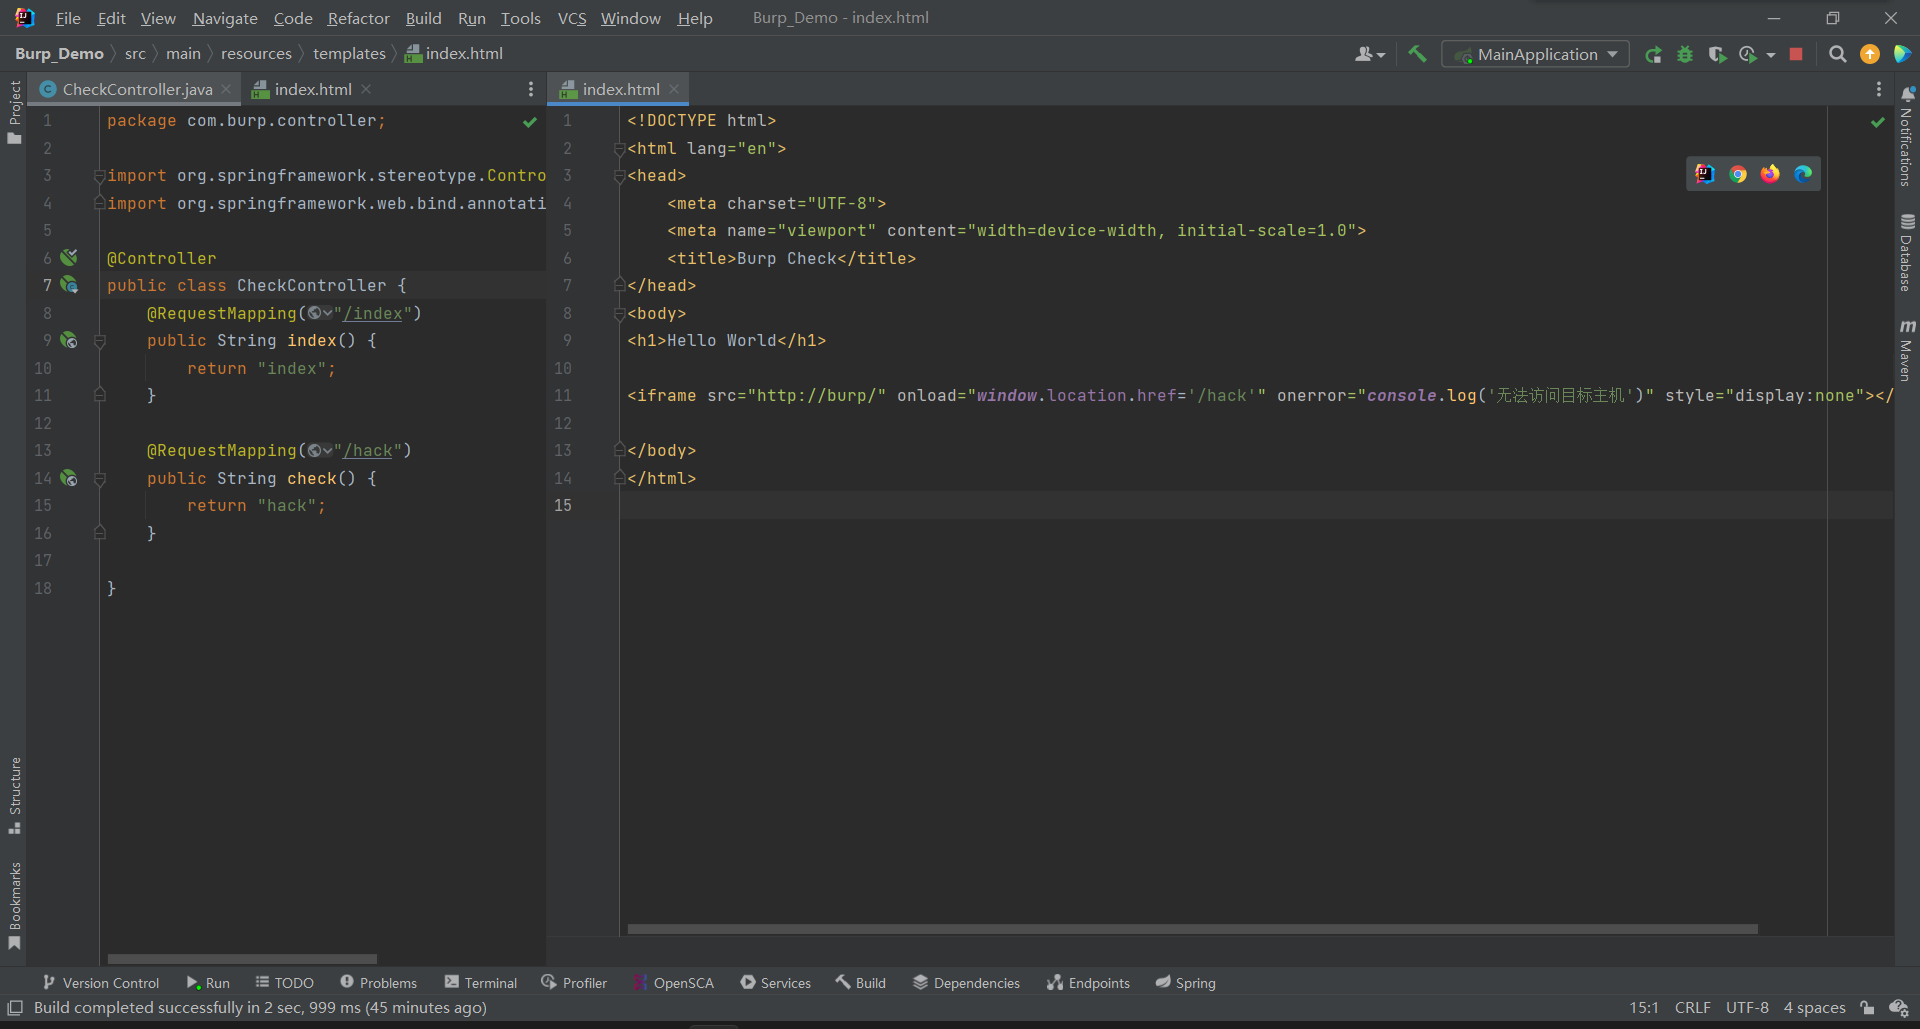 File Edit View Navigate Code Refactor Build Run Tools VCS Window Help Burp_Demo - index.html
Burp_Demo src main resources templates index.html MainApplication
Project
CheckController.java index.html
1 package com.burp.controller;
2
3 import org.springframework.stereotype.Contro
4 import org.springframework.web.bind.annotati
5
6 @Controller
7 public class CheckController {
8 @RequestMapping("/index")
9 public String index() {
10 return "index";
11 }
12
13 @RequestMapping("/hack")
14 public String check() {
15 return "hack";
16 }
17
18 }
index.html
1 <!DOCTYPE html>
2 <html lang="en">
3 <head>
4 <meta charset="UTF-8">
5 <meta name="viewport" content="width=device-width, initial-scale=1.0">
6 <title>Burp Check</title>
7 </head>
8 <body>
9 <h1>Hello World</h1>
10
11 <iframe src="http://burp/" onload="window.location.href='/hack'" onerror="console.log('无法访问目标主机')" style="display:none"></
12
13 </body>
14 </html>
15
Notifications
Database
m Maven
Structure
Bookmarks
Version Control Run TODO Problems Terminal Profiler OpenSCA Services Build Dependencies Endpoints Spring
Build completed successfully in 2 sec, 999 ms (45 minutes ago) 15:1 CRLF UTF-8 4 spaces